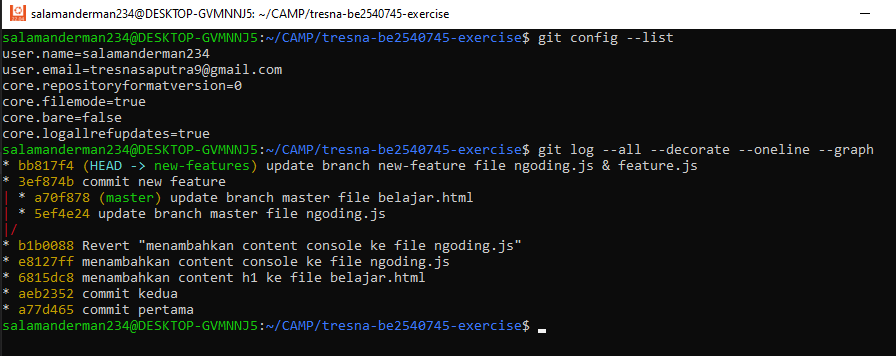 salamanderman234@DESKTOP-GVMNNJ5: ~/CAMP/tresna-be2540745-exercise
salamanderman234@DESKTOP-GVMNNJ5:~/CAMP/tresna-be2540745-exercise$ git config --list
user.name=salamanderman234
user.email=tresnasaputra9@gmail.com
core.repositoryformatversion=0
core.filemode=true
core.bare=false
core.logallrefupdates=true
salamanderman234@DESKTOP-GVMNNJ5:~/CAMP/tresna-be2540745-exercise$ git log --all --decorate --oneline --graph
* bb817f4 (HEAD -> new-features) update branch new-feature file ngoding.js & feature.js
* 3ef874b commit new feature
| * a70f878 (master) update branch master file belajar.html
| * 5ef4e24 update branch master file ngoding.js
|/
* b1b0088 Revert "menambahkan content console ke file ngoding.js"
* e8127ff menambahkan content console ke file ngoding.js
* 6815dc8 menambahkan content h1 ke file belajar.html
* aeb2352 commit kedua
* a77d465 commit pertama
salamanderman234@DESKTOP-GVMNNJ5:~/CAMP/tresna-be2540745-exercise$